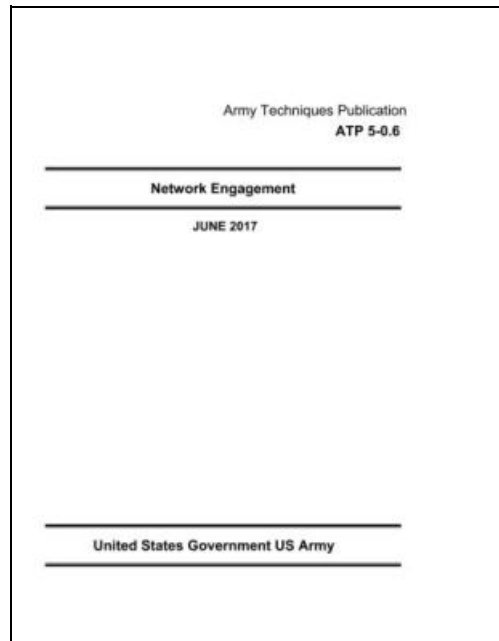 Army Techniques Publication
ATP 5-0.6
Network Engagement
JUNE 2017
United States Government US Army